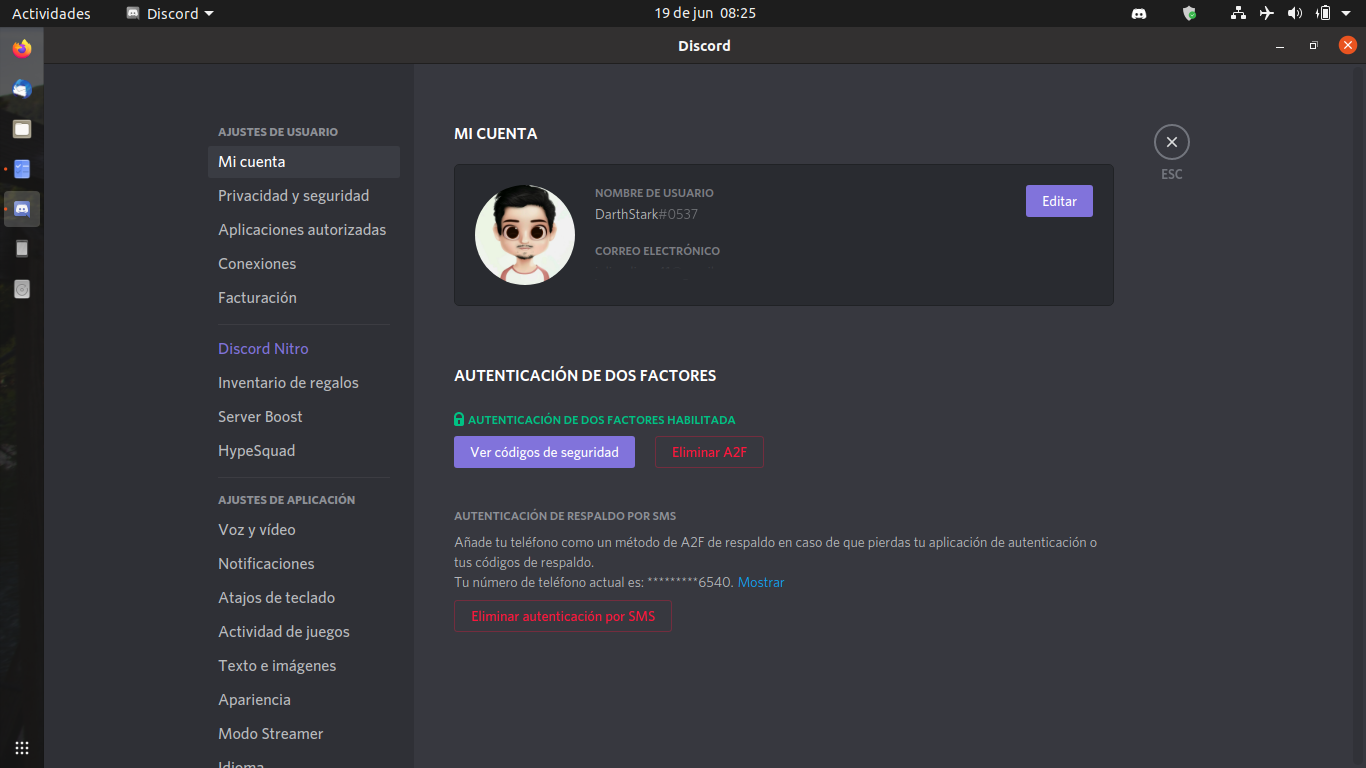 Actividades
Discord
19 de jun 08:25
Discord
AJUSTES DE USUARIO
Mi cuenta
Privacidad y seguridad
Aplicaciones autorizadas
Conexiones
Facturación
Discord Nitro
Inventario de regalos
Server Boost
HypeSquad
AJUSTES DE APLICACIÓN
Voz y vídeo
Notificaciones
Atajos de teclado
Actividad de juegos
Texto e imágenes
Apariencia
Modo Streamer
Idioma
MI CUENTA
NOMBRE DE USUARIO
DarthStark#0537
CORREO ELECTRÓNICO
Editar
ESC
AUTENTICACIÓN DE DOS FACTORES
AUTENTICACIÓN DE DOS FACTORES HABILITADA
Ver códigos de seguridad
Eliminar A2F
AUTENTICACIÓN DE RESPALDO POR SMS
Añade tu teléfono como un método de A2F de respaldo en caso de que pierdas tu aplicación de autenticación o
tus códigos de respaldo.
Tu número de teléfono actual es: *********6540. Mostrar
Eliminar autenticación por SMS